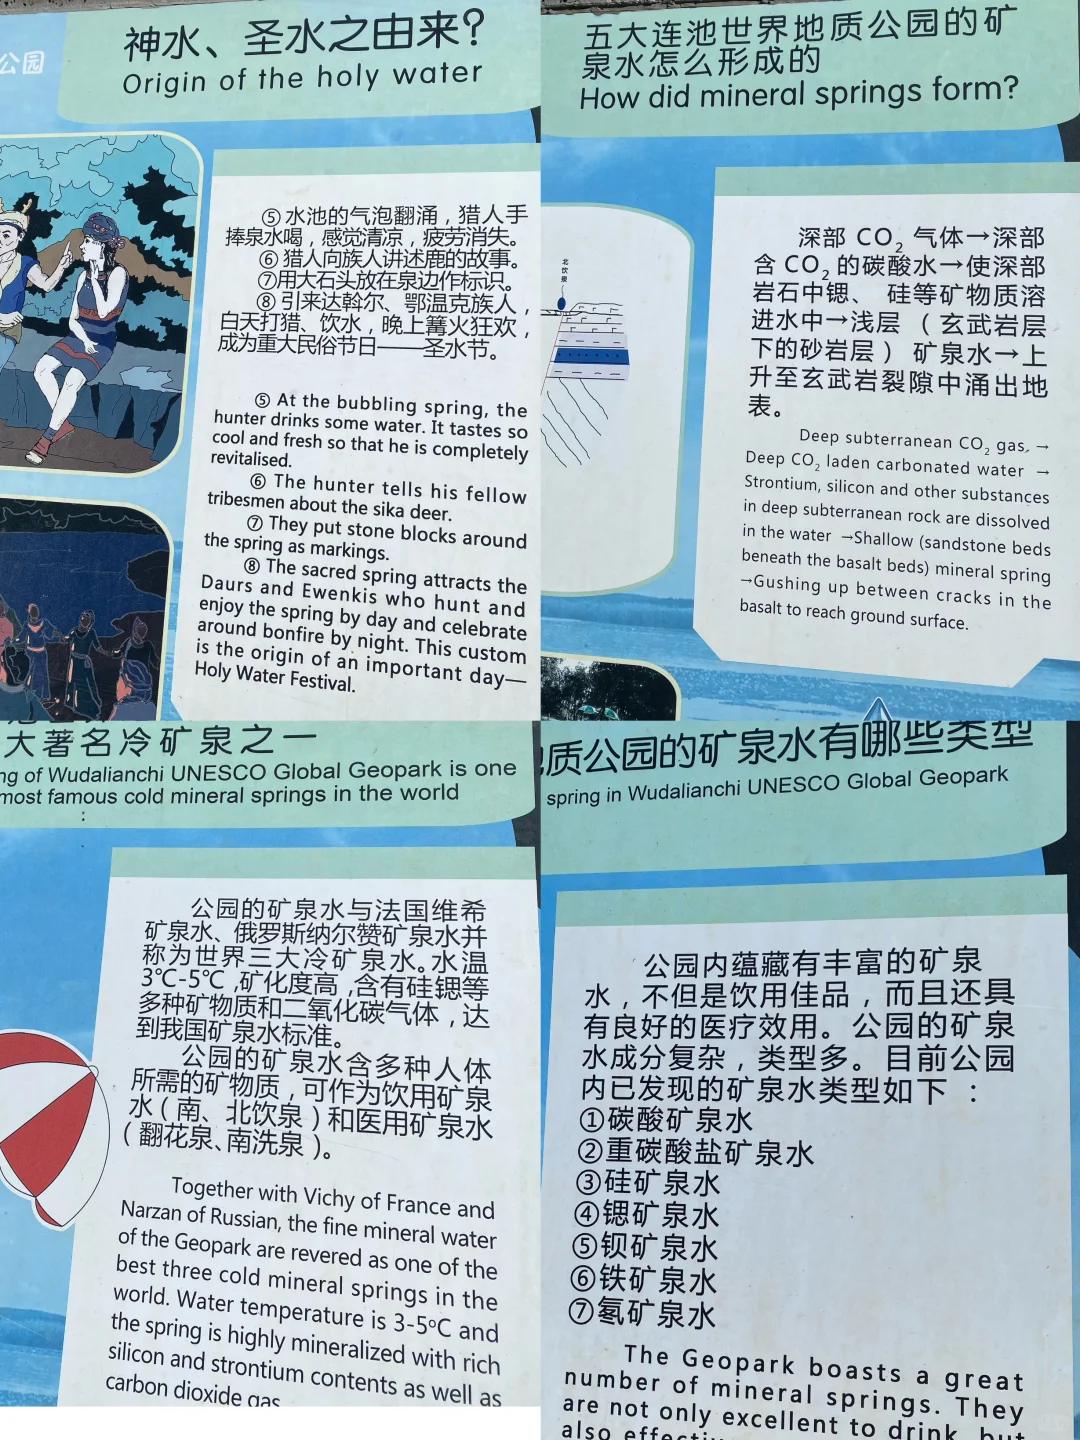 公园
神水、圣水之由来?
Origin of the holy water
⑤ 水池的气泡翻涌，猎人手
捧泉水喝，感觉清凉，疲劳消失。
⑥ 猎人向族人讲述鹿的故事。
⑦用大石头放在泉边作标识。
⑧ 引来达斡尔、鄂温克族人，
白天打猎、饮水，晚上篝火狂欢，
成为重大民俗节日——圣水节。
⑤ At the bubbling spring, the
hunter drinks some water. It tastes so
cool and fresh so that he is completely
revitalised.
⑥ The hunter tells his fellow
tribesmen about the sika deer.
⑦ They put stone blocks around
the spring as markings.
⑧ The sacred spring attracts the
Daurs and Ewenkis who hunt and
enjoy the spring by day and celebrate
around bonfire by night. This custom
is the origin of an important day—
Holy Water Festival.
五大连池世界地质公园的矿
泉水怎么形成的
How did mineral springs form?
北饮泉
深部 CO₂ 气体→深部
含 CO₂ 的碳酸水→使深部
岩石中锶、硅等矿物质溶
进水中→浅层（玄武岩层
下的砂岩层）矿泉水→上
升至玄武岩裂隙中涌出地
表。
Deep subterranean CO₂ gas. →
Deep CO₂ laden carbonated water →
Strontium, silicon and other substances
in deep subterranean rock are dissolved
in the water →Shallow (sandstone beds
beneath the basalt beds) mineral spring
→Gushing up between cracks in the
basalt to reach ground surface.
大著名冷矿泉之一
ng of Wudalianchi UNESCO Global Geopark is one
most famous cold mineral springs in the world
公园的矿泉水与法国维希
矿泉水、俄罗斯纳尔赞矿泉水并
称为世界三大冷矿泉水。水温
3℃-5℃,矿化度高,含有硅锶等
多种矿物质和二氧化碳气体，达
到我国矿泉水标准。
公园的矿泉水含多种人体
所需的矿物质，可作为饮用矿泉
水（南、北饮泉）和医用矿泉水
（翻花泉、南洗泉）。
Together with Vichy of France and
Narzan of Russian, the fine mineral water
of the Geopark are revered as one of the
best three cold mineral springs in the
world. Water temperature is 3-5ºC and
the spring is highly mineralized with rich
silicon and strontium contents as well as
carbon dioxide gas
质公园的矿泉水有哪些类型
spring in Wudalianchi UNESCO Global Geopark
公园内蕴藏有丰富的矿泉
水，不但是饮用佳品，而且还具
有良好的医疗效用。公园的矿泉
水成分复杂，类型多。目前公园
内已发现的矿泉水类型如下：
①碳酸矿泉水
②重碳酸盐矿泉水
③硅矿泉水
④锶矿泉水
⑤钡矿泉水
⑥铁矿泉水
⑦氡矿泉水
The Geopark boasts a great
number of mineral springs. They
are not only excellent to drink, but